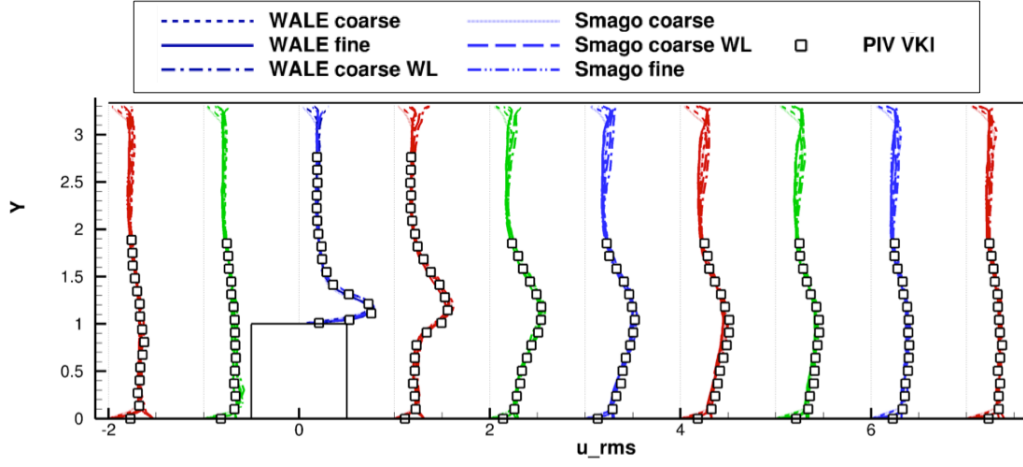 WALE coarse
WALE fine
WALE coarse WL
Smago coarse
Smago coarse WL
Smago fine
PIV VKI
Y
3
2.5
2
1.5
1
0.5
0
-2 0 2 4 6
u_rms